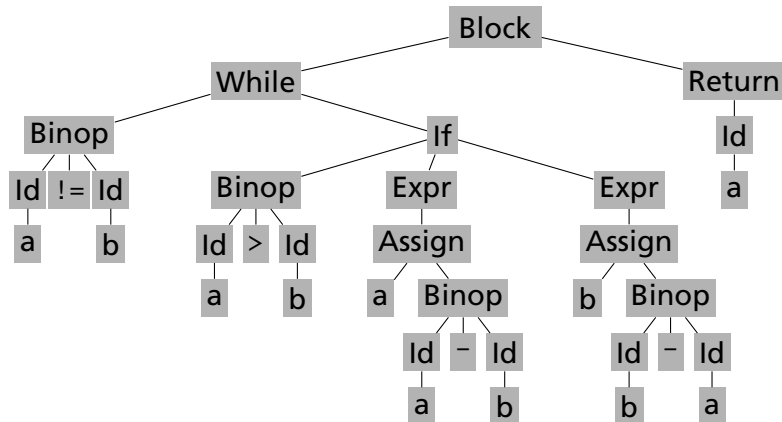 Block
While Return
Binop If Id
Id != Id Binop Expr Expr a
a b Id > Id Assign Assign
a b a Binop b Binop
Id - Id Id - Id
a b b a